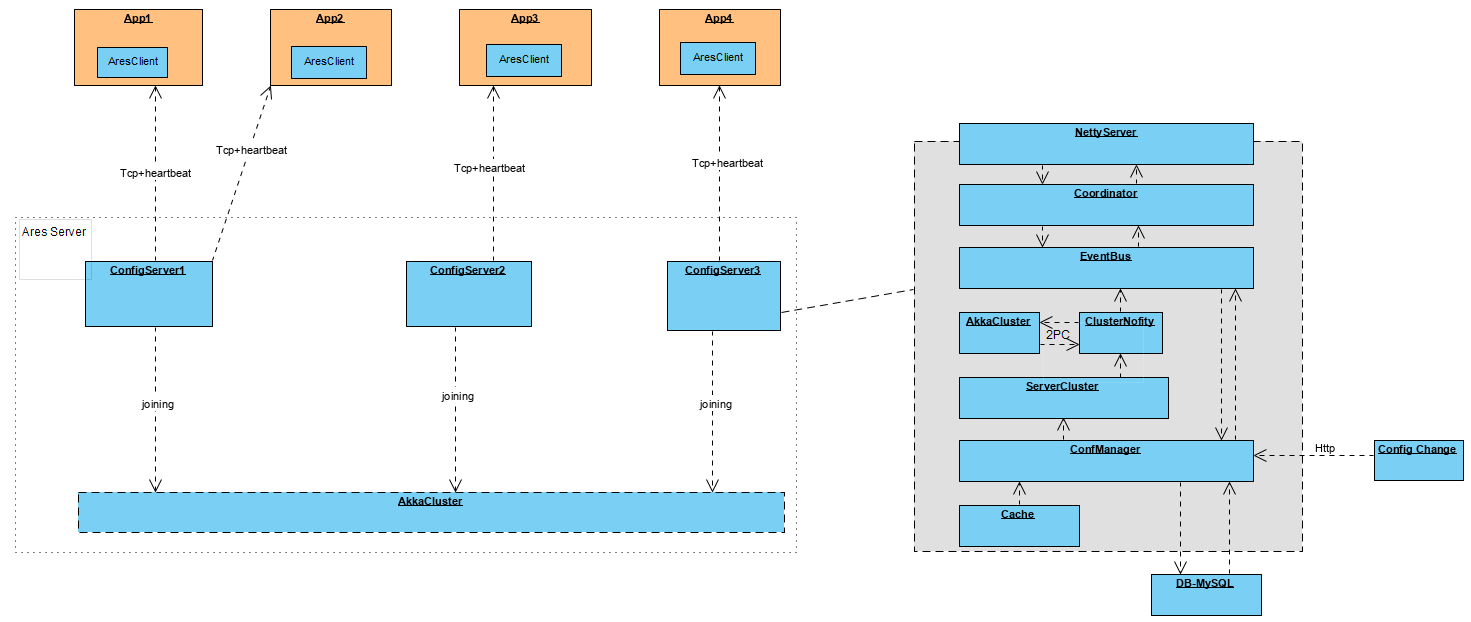 App1
App2
App3
App4
AresClient
AresClient
AresClient
AresClient
Tcp+heartbeat
Tcp+heartbeat
Tcp+heartbeat
Tcp+heartbeat
Ares Server
ConfigServer1
ConfigServer2
ConfigServer3
joining
joining
joining
AkkaCluster
NettyServer
Coordinator
EventBus
AkkaCluster
2PC
ClusterNofity
ServerCluster
ConfManager
Http
Config Change
Cache
DB-MySQL